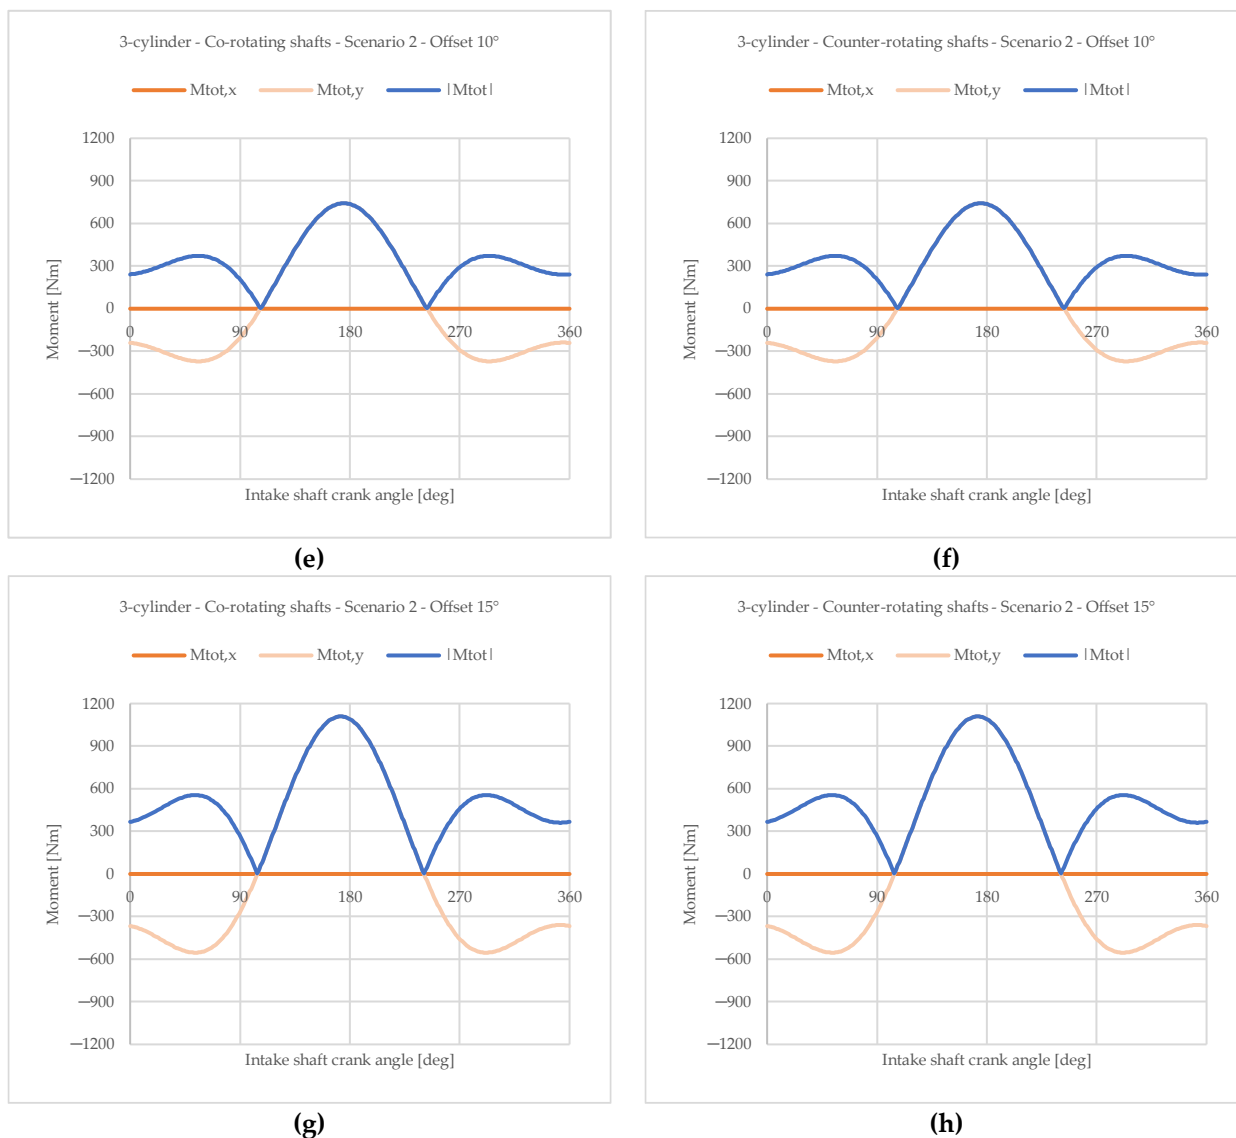 3-cylinder - Co-rotating shafts - Scenario 2 - Offset 10°
Mtot,x Mtot,y |Mtot|
1200
900
600
300
0
−300
−600
−900
−1200
0 90 180 270 360
Moment [Nm]
Intake shaft crank angle [deg]
(e)
3-cylinder - Counter-rotating shafts - Scenario 2 - Offset 10°
Mtot,x Mtot,y |Mtot|
1200
900
600
300
0
−300
−600
−900
−1200
0 90 180 270 360
Moment [Nm]
Intake shaft crank angle [deg]
(f)
3-cylinder - Co-rotating shafts - Scenario 2 - Offset 15°
Mtot,x Mtot,y |Mtot|
1200
900
600
300
0
−300
−600
−900
−1200
0 90 180 270 360
Moment [Nm]
Intake shaft crank angle [deg]
(g)
3-cylinder - Counter-rotating shafts - Scenario 2 - Offset 15°
Mtot,x Mtot,y |Mtot|
1200
900
600
300
0
−300
−600
−900
−1200
0 90 180 270 360
Moment [Nm]
Intake shaft crank angle [deg]
(h)